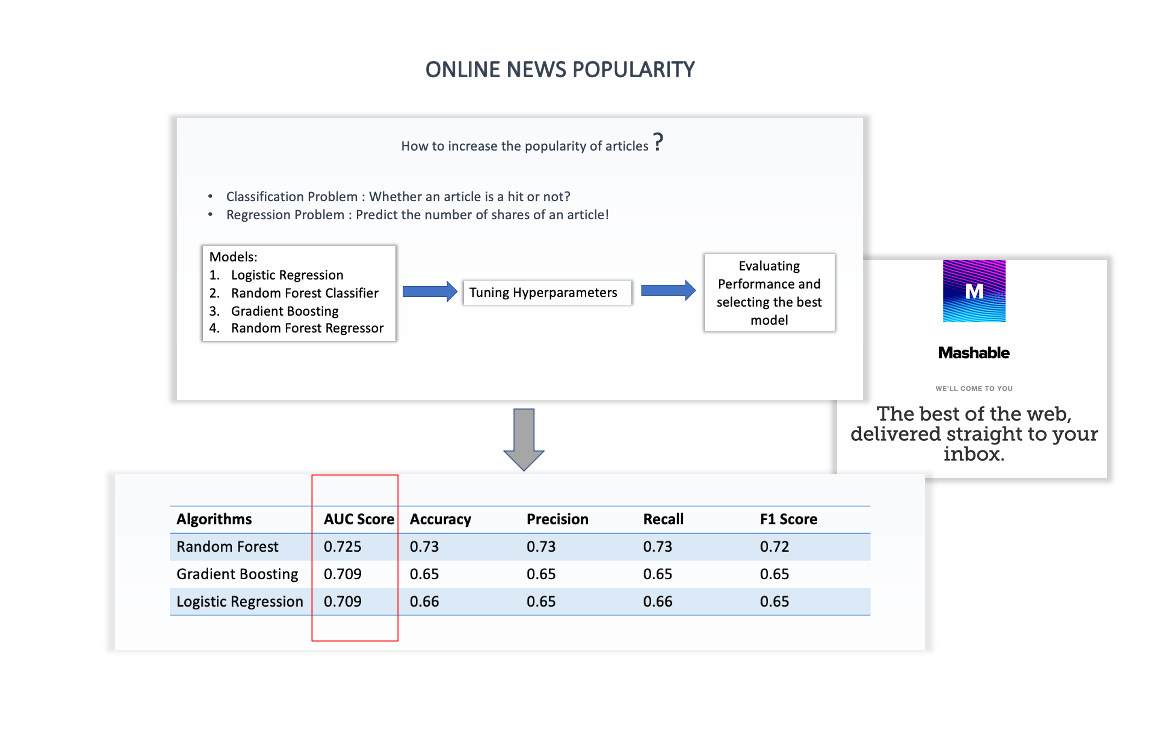 ONLINE NEWS POPULARITY
How to increase the popularity of articles ?
• Classification Problem : Whether an article is a hit or not?
• Regression Problem : Predict the number of shares of an article!
Models:
1. Logistic Regression
2. Random Forest Classifier
3. Gradient Boosting
4. Random Forest Regressor
Tuning Hyperparameters
Evaluating
Performance and
selecting the best
model
M
Mashable
WE'LL COME TO YOU
The best of the web,
delivered straight to your
inbox.
Algorithms AUC Score Accuracy Precision Recall F1 Score
Random Forest 0.725 0.73 0.73 0.73 0.72
Gradient Boosting 0.709 0.65 0.65 0.65 0.65
Logistic Regression 0.709 0.66 0.65 0.66 0.65